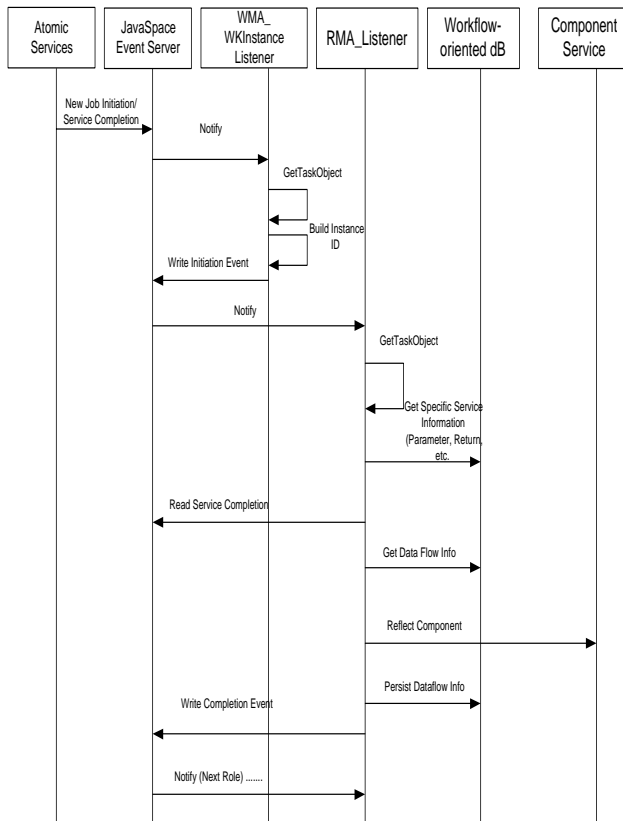 Atomic
Services
JavaSpace
Event Server
WMA_
WKInstance
Listener
RMA_Listener
Workflow-
oriented dB
Component
Service
New Job Initiation/
Service Completion
Notify
GetTaskObject
Build Instance
ID
Write Initiation Event
Notify
GetTaskObject
Get Specific Service
Information
(Parameter, Return,
etc.
Read Service Completion
Get Data Flow Info
Reflect Component
Persist Dataflow Info
Write Completion Event
Notify (Next Role) .......